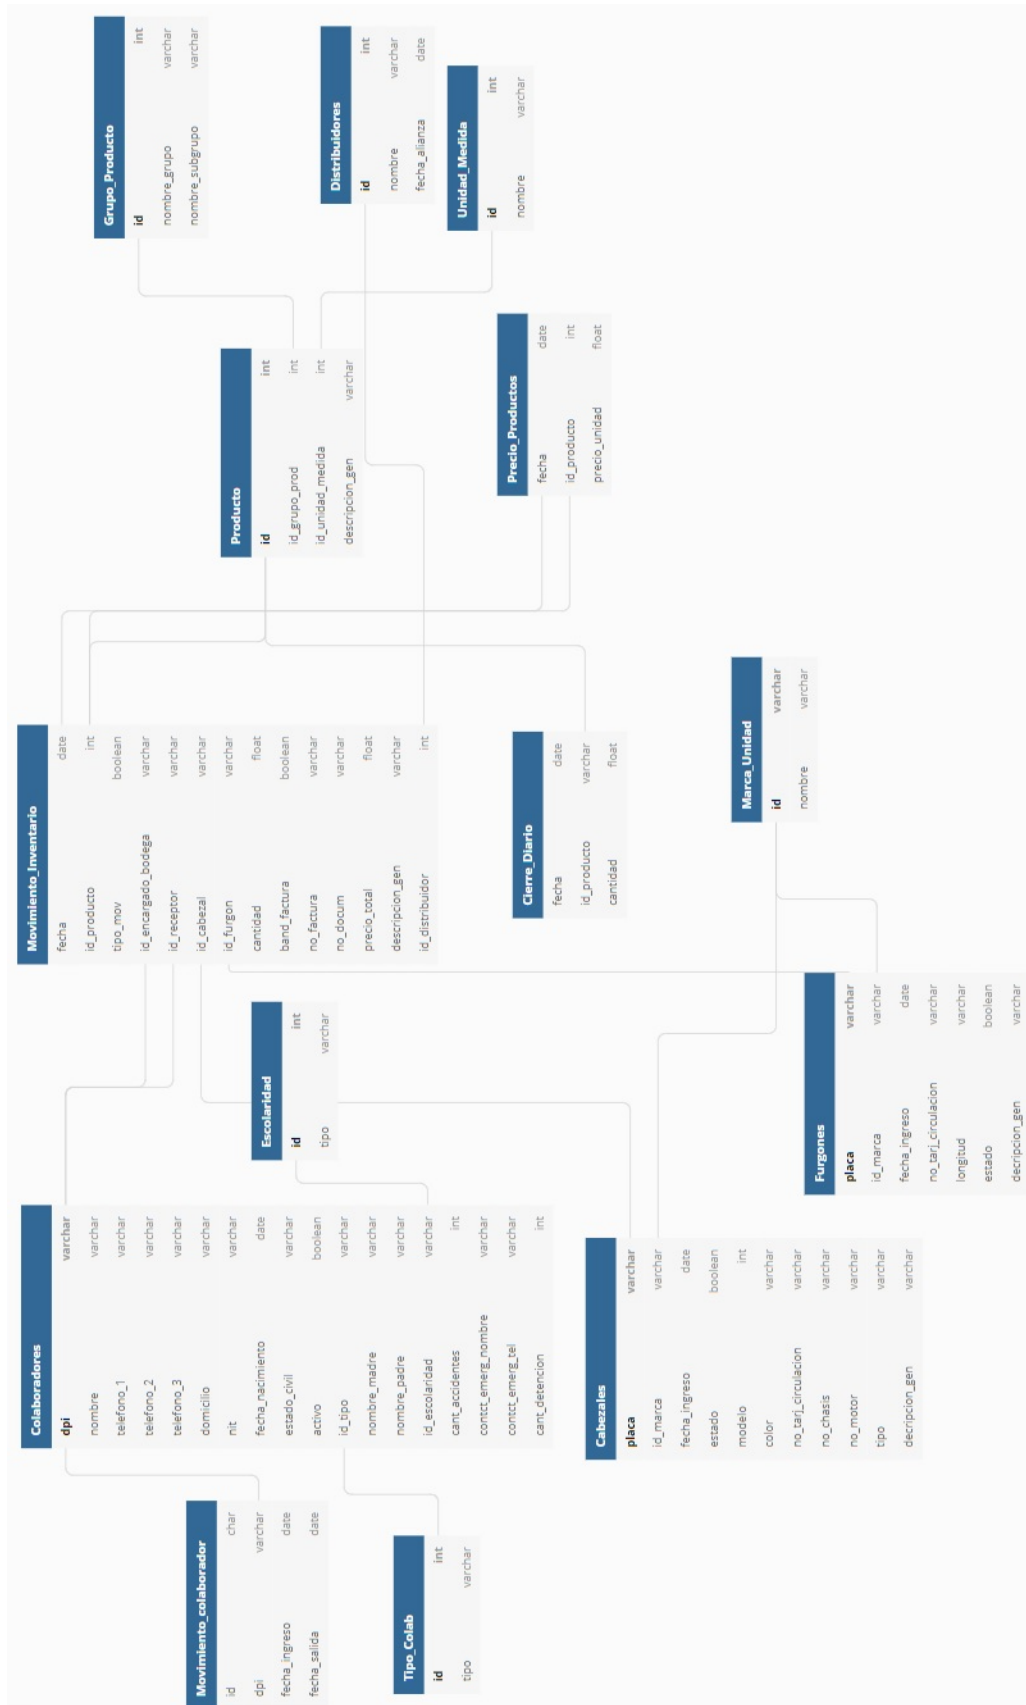 Movimiento_colaborador
id char
dpi varchar
fecha_ingreso date
fecha_salida date
Tipo_Colab
id int
tipo varchar
Colaboradores
dpi varchar
nombre varchar
telefono_1 varchar
telefono_2 varchar
telefono_3 varchar
domicilio varchar
nit varchar
fecha_nacimiento date
estado_civil varchar
activo boolean
id_tipo varchar
nombre_madre varchar
nombre_padre varchar
id_escolaridad varchar
cant_accidentes int
contct_emerg_nombre varchar
contct_emerg_tel varchar
cant_detencion int
Cabezales
placa varchar
id_marca varchar
fecha_ingreso date
estado boolean
modelo int
color varchar
no_tarj_circulacion varchar
no_chasis varchar
no_motor varchar
tipo varchar
decripcion_gen varchar
Escolaridad
id int
tipo varchar
Furgones
placa varchar
id_marca varchar
fecha_ingreso date
no_tarj_circulacion varchar
longitud varchar
estado boolean
decripcion_gen varchar
Movimiento_Inventario
fecha date
id_producto int
tipo_mov boolean
id_encargado_bodega varchar
id_receptor varchar
id_cabezal varchar
id_furgon varchar
cantidad float
band_factura boolean
no_factura varchar
no_docum varchar
precio_total float
descripcion_gen varchar
id_distribuidor int
Cierre_Diario
fecha date
id_producto varchar
cantidad float
Marca_Unidad
id varchar
nombre varchar
Producto
id int
id_grupo_prod int
id_unidad_medida int
descripcion_gen varchar
Precio_Productos
fecha date
id_producto int
precio_unidad float
Grupo_Producto
id int
nombre_grupo varchar
nombre_subgrupo varchar
Distribuidores
id int
nombre varchar
fecha_alianza date
Unidad_Medida
id int
nombre varchar